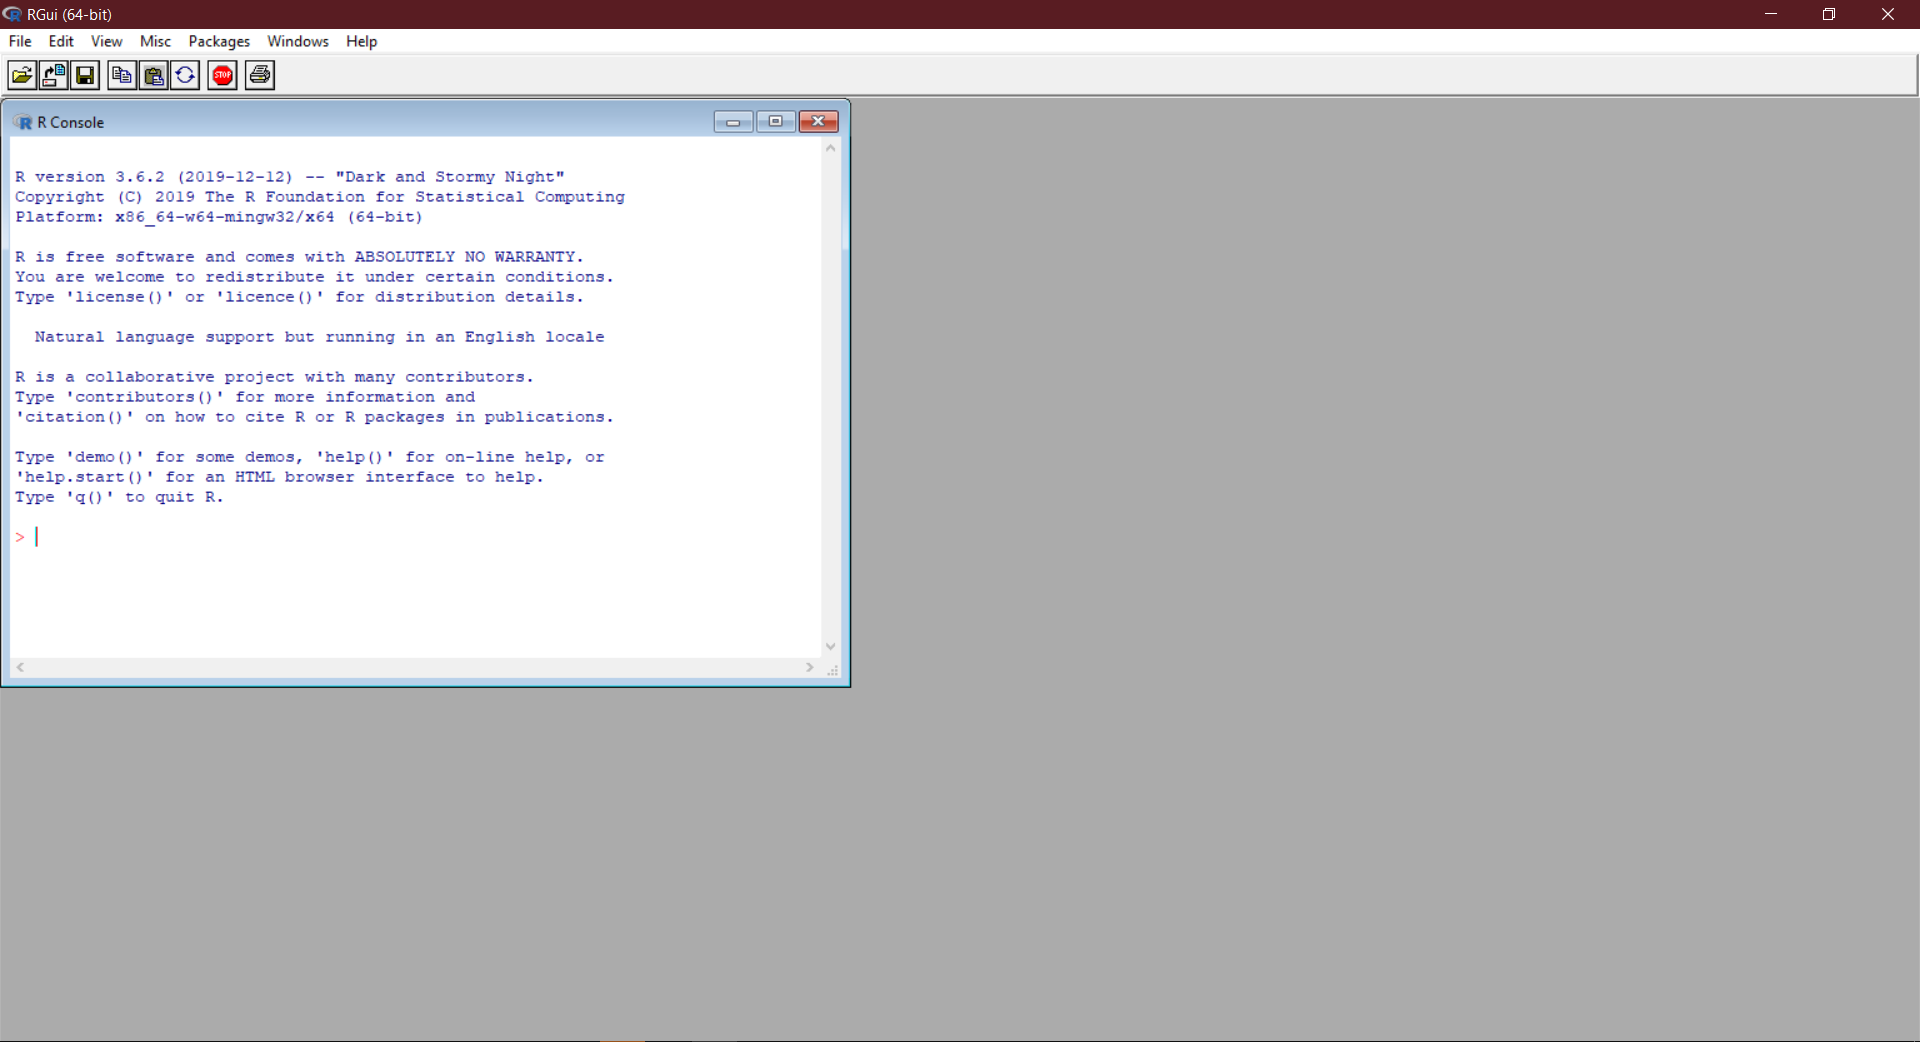 RGui (64-bit)
File Edit View Misc Packages Windows Help
STOP
R Console
R version 3.6.2 (2019-12-12) -- "Dark and Stormy Night"
Copyright (C) 2019 The R Foundation for Statistical Computing
Platform: x86_64-w64-mingw32/x64 (64-bit)
R is free software and comes with ABSOLUTELY NO WARRANTY.
You are welcome to redistribute it under certain conditions.
Type 'license()' or 'licence()' for distribution details.
Natural language support but running in an English locale
R is a collaborative project with many contributors.
Type 'contributors()' for more information and
'citation()' on how to cite R or R packages in publications.
Type 'demo()' for some demos, 'help()' for on-line help, or
'help.start()' for an HTML browser interface to help.
Type 'q()' to quit R.
>